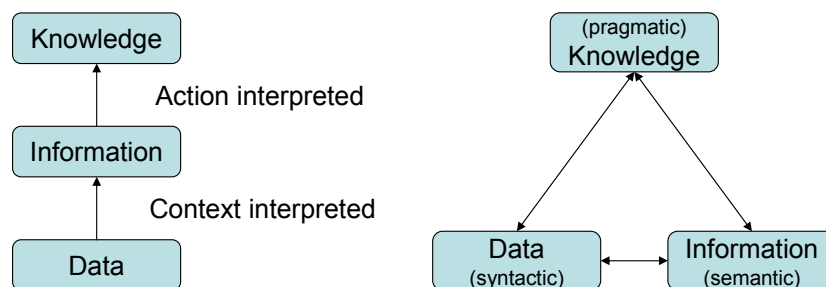 Knowledge
Action interpreted
Information
Context interpreted
Data
(pragmatic)
Knowledge
Data
(syntactic)
Information
(semantic)